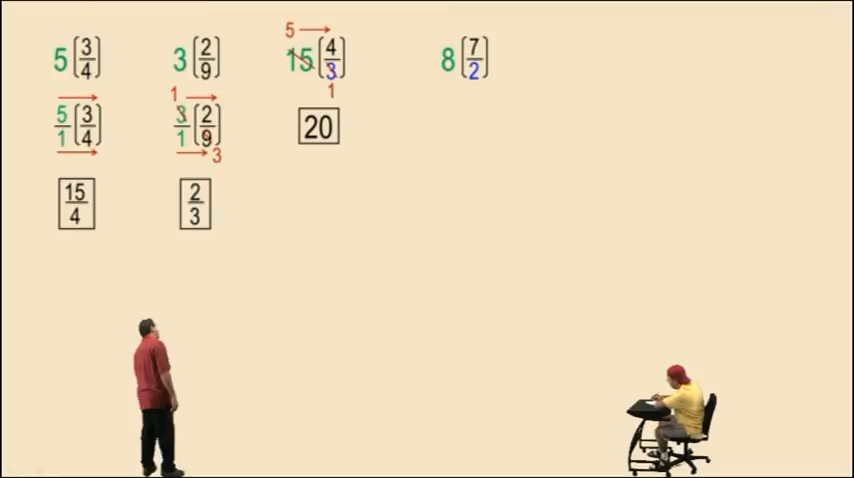 5(3/4) 3(2/9) 15(4/3) 8(7/2)
5 1
5/1(3/4) 1 3/1(2/9) 3
20
15/4 2/3